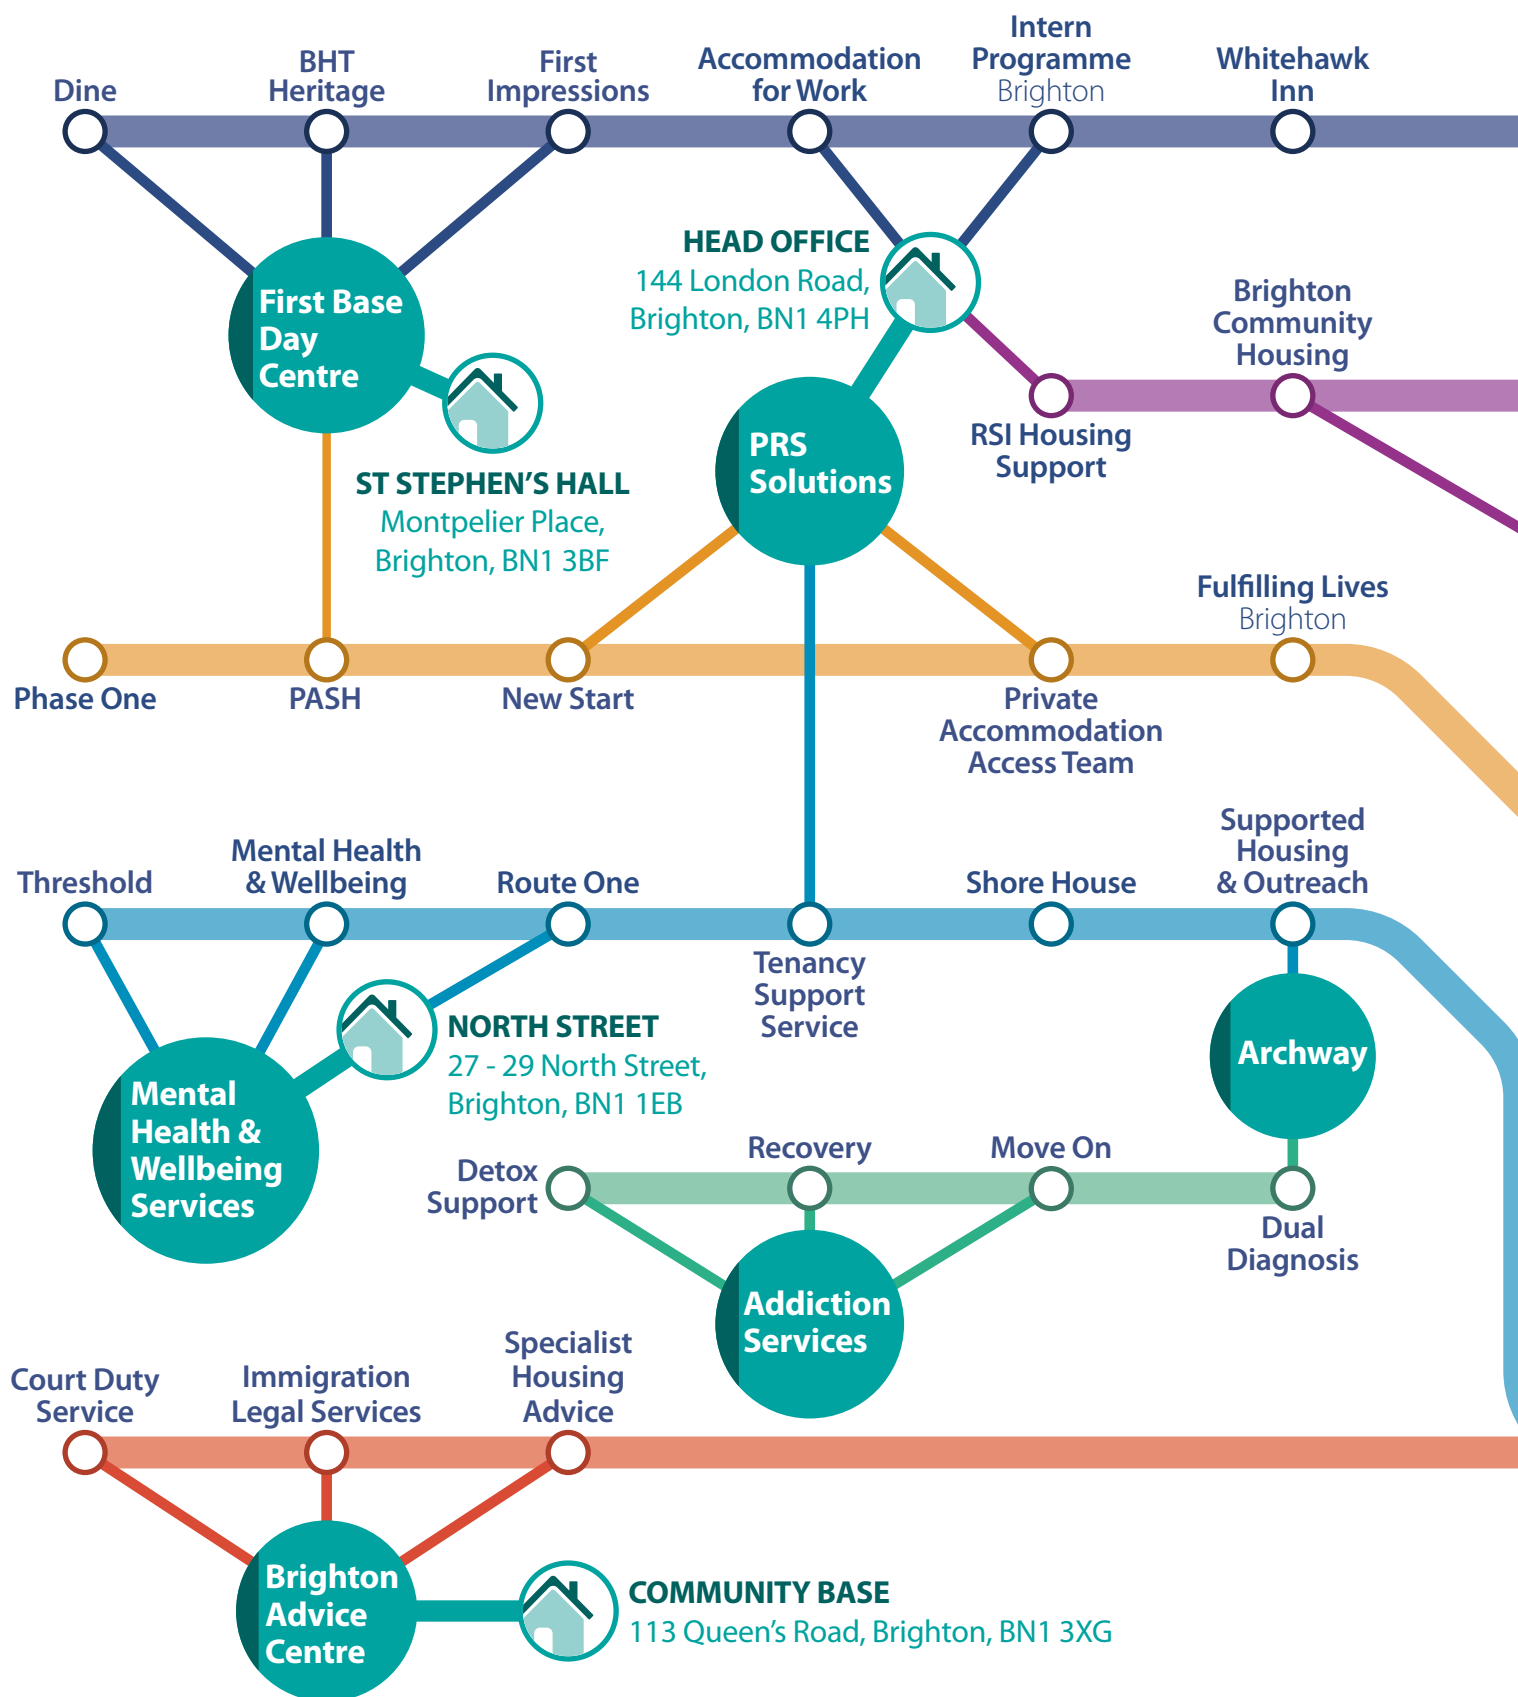 Dine
BHT
Heritage
First
Impressions
Accommodation
for Work
Intern
Programme
Brighton
Whitehawk
Inn
First Base
Day
Centre
HEAD OFFICE
144 London Road,
Brighton, BN1 4PH
Brighton
Community
Housing
ST STEPHEN'S HALL
Montpelier Place,
Brighton, BN1 3BF
PRS
Solutions
RSI Housing
Support
Fulfilling Lives
Brighton
Phase One
PASH
New Start
Private
Accommodation
Access Team
Threshold
Mental Health
& Wellbeing
Route One
Tenancy
Support
Service
Shore House
Supported
Housing
& Outreach
NORTH STREET
27 - 29 North Street,
Brighton, BN1 1EB
Archway
Mental
Health &
Wellbeing
Services
Detox
Support
Recovery
Move On
Dual
Diagnosis
Addiction
Services
Court Duty
Service
Immigration
Legal Services
Specialist
Housing
Advice
Brighton
Advice
Centre
COMMUNITY BASE
113 Queen's Road, Brighton, BN1 3XG